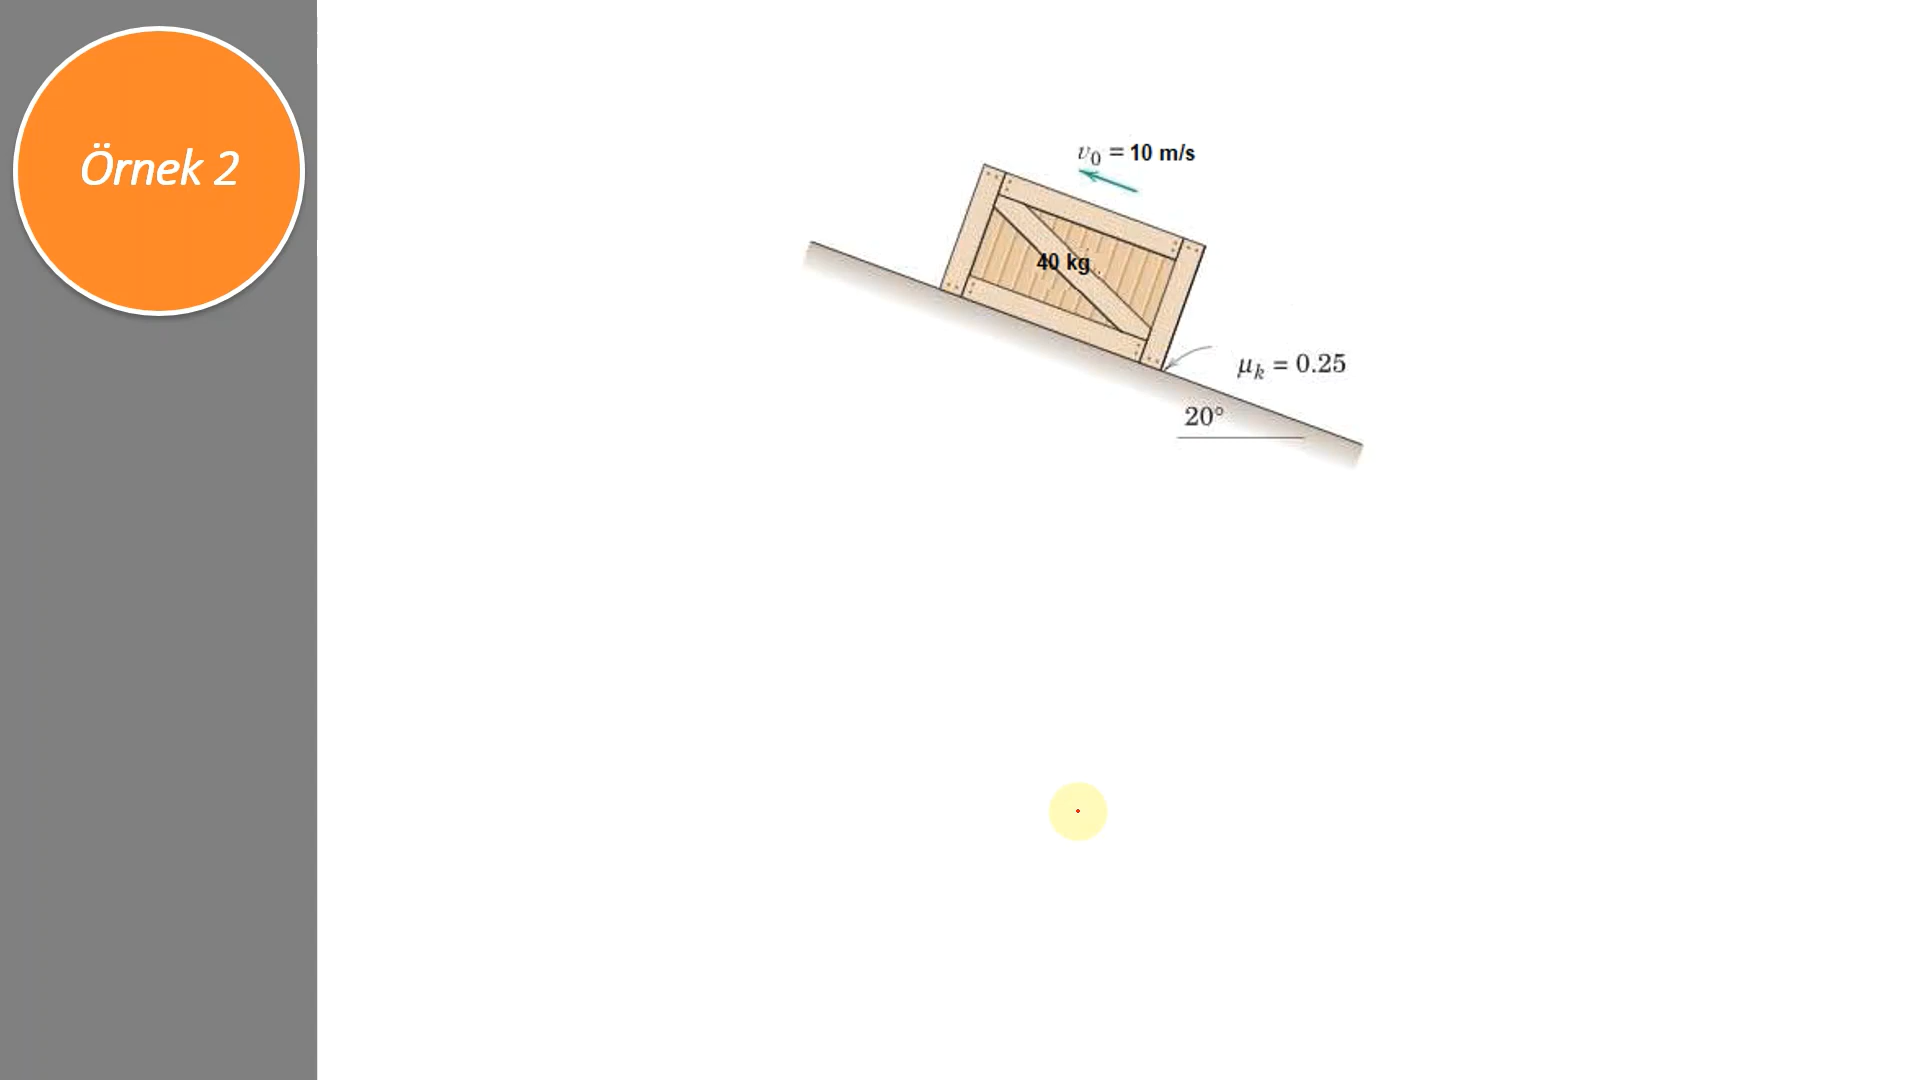 Örnek 2
v₀ = 10 m/s
40 kg
μₖ = 0.25
20°